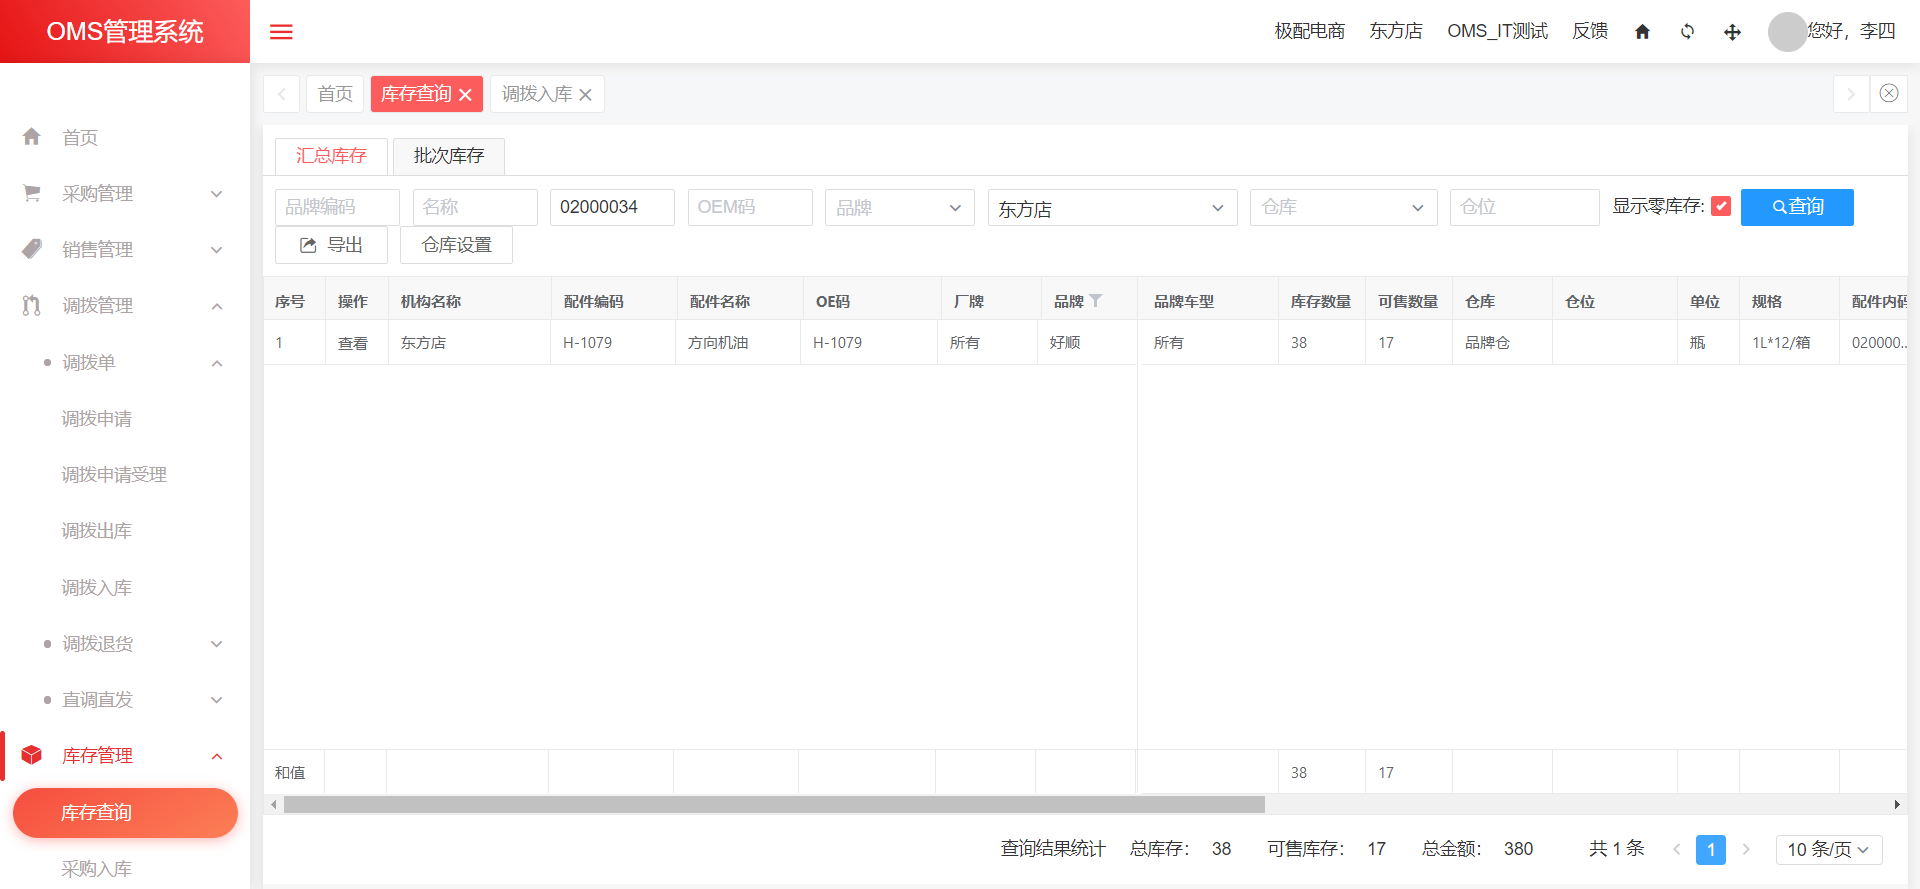 OMS管理系统
极配电商 东方店 OMS_IT测试 反馈 您好，李四
首页 库存查询 调拨入库
首页
采购管理
销售管理
调拨管理
调拨单
调拨申请
调拨申请受理
调拨出库
调拨入库
调拨退货
直调直发
库存管理
库存查询
采购入库
汇总库存 批次库存
品牌编码 名称 02000034 OEM码 品牌 东方店 仓库 仓位 显示零库存: 查询
导出 仓库设置
序号 操作 机构名称 配件编码 配件名称 OE码 厂牌 品牌 品牌车型 库存数量 可售数量 仓库 仓位 单位 规格 配件内码
1 查看 东方店 H-1079 方向机油 H-1079 所有 好顺 所有 38 17 品牌仓 瓶 1L*12/箱 020000...
和值 38 17
查询结果统计 总库存： 38 可售库存： 17 总金额： 380 共 1 条 1 10 条/页